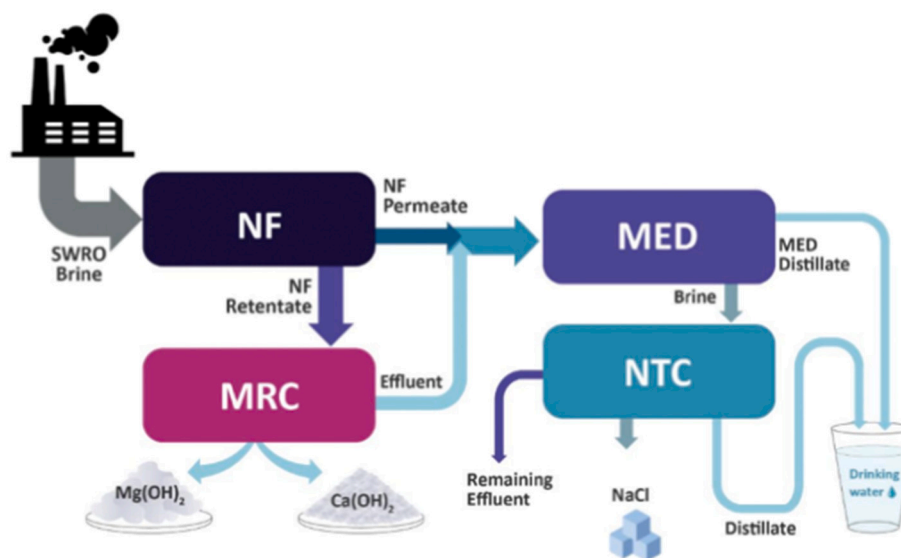 SWRO
Brine
NF
NF
Permeate
NF
Retentate
MRC
Effluent
Mg(OH)₂
Ca(OH)₂
MED
MED
Distillate
Brine
NTC
Remaining
Effluent
NaCl
Distillate
Drinking
water